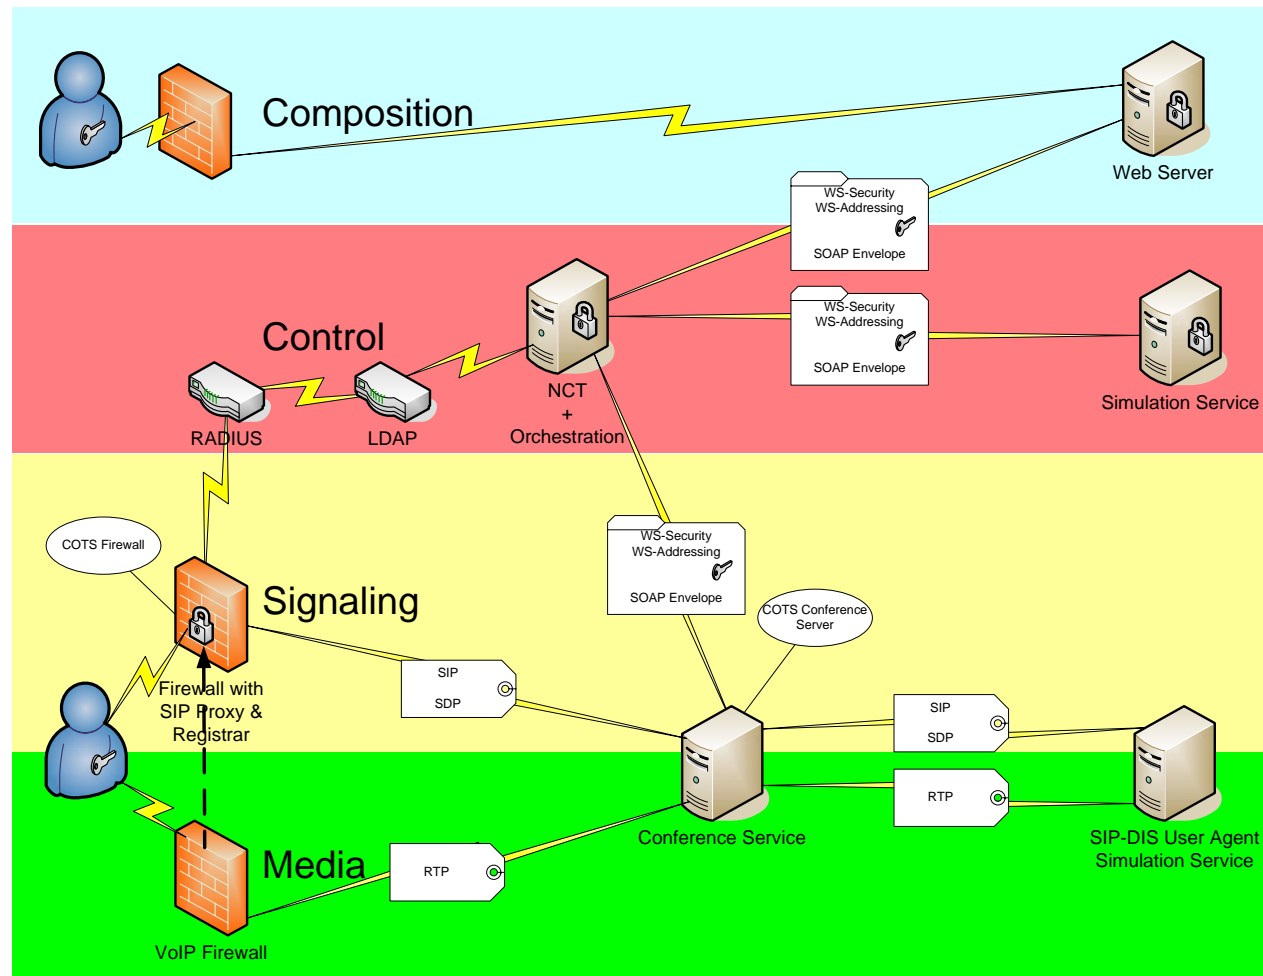 Composition
Web Server
WS-Security
WS-Addressing
SOAP Envelope
Control
WS-Security
WS-Addressing
SOAP Envelope
Simulation Service
NCT
+
Orchestration
RADIUS
LDAP
COTS Firewall
WS-Security
WS-Addressing
SOAP Envelope
Signaling
COTS Conference
Server
Firewall with
SIP Proxy &
Registrar
SIP
SDP
SIP
SDP
RTP
Conference Service
SIP-DIS User Agent
Simulation Service
Media
RTP
VoIP Firewall